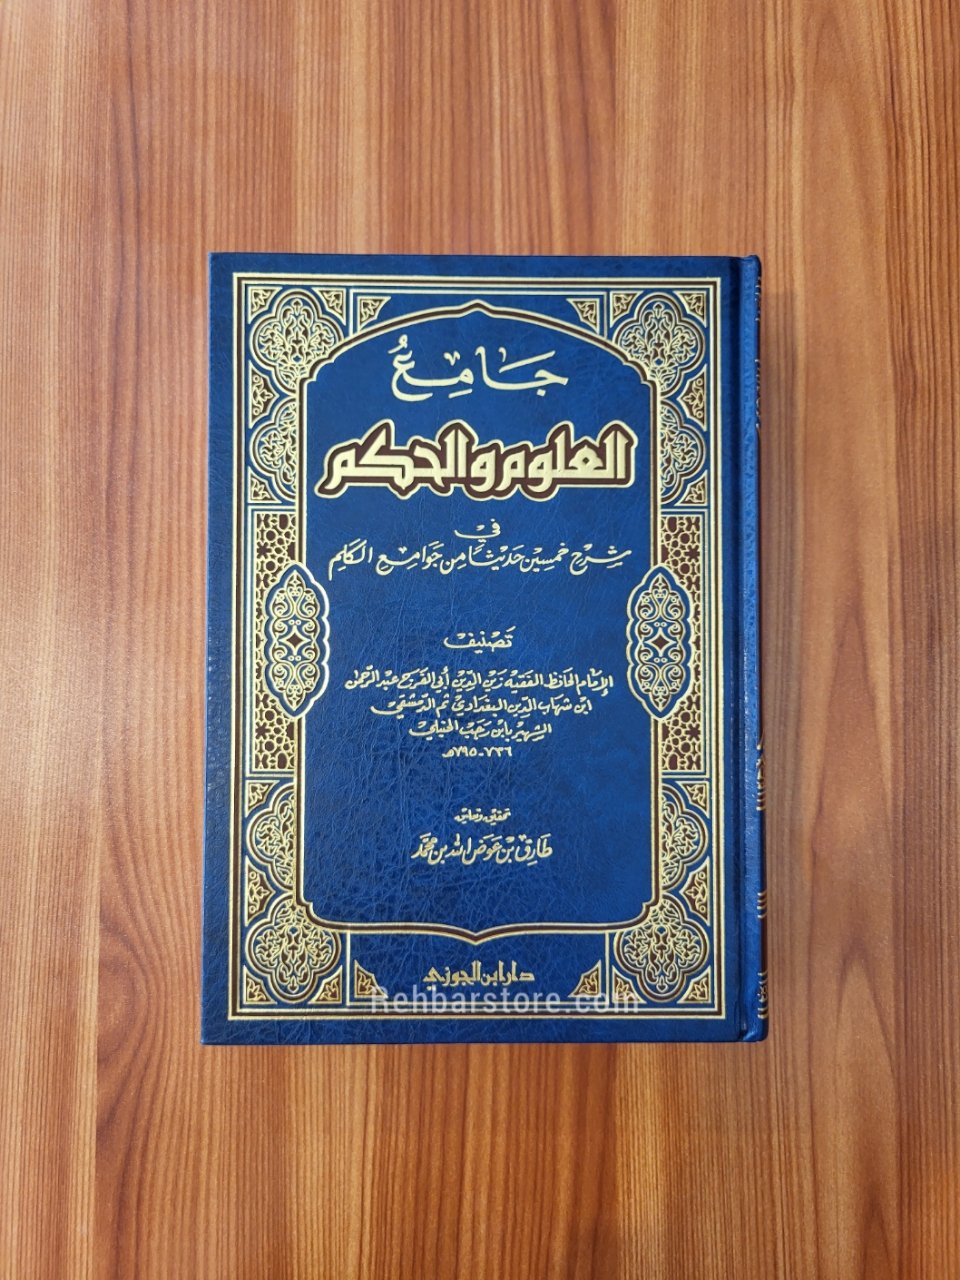 جامعُ
العلوم والحكم
في
شرح خمسين حديثًا من جوامع الكلم
تصنيف
الإمام الحافظ الفقيه زين الدين أبي الفرج عبد الرحمن
ابن شهاب الدين البغدادي ثم الدمشقي
الشهير بابن رجب الحنبلي
٧٣٦-٧٩٥هـ
تحقيق وتعليق
طارق بن عوض الله بن محمد
دار ابن الجوزي
Rehbarstore.com